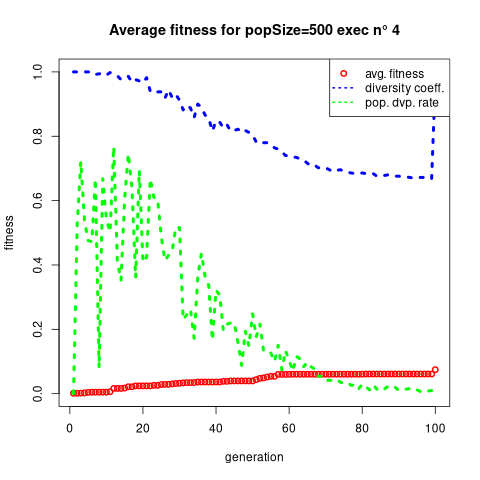 Average fitness for popSize=500 exec n° 4
avg. fitness
diversity coeff.
pop. dvp. rate
fitness
1.0
0.8
0.6
0.4
0.2
0.0
0 20 40 60 80 100
generation